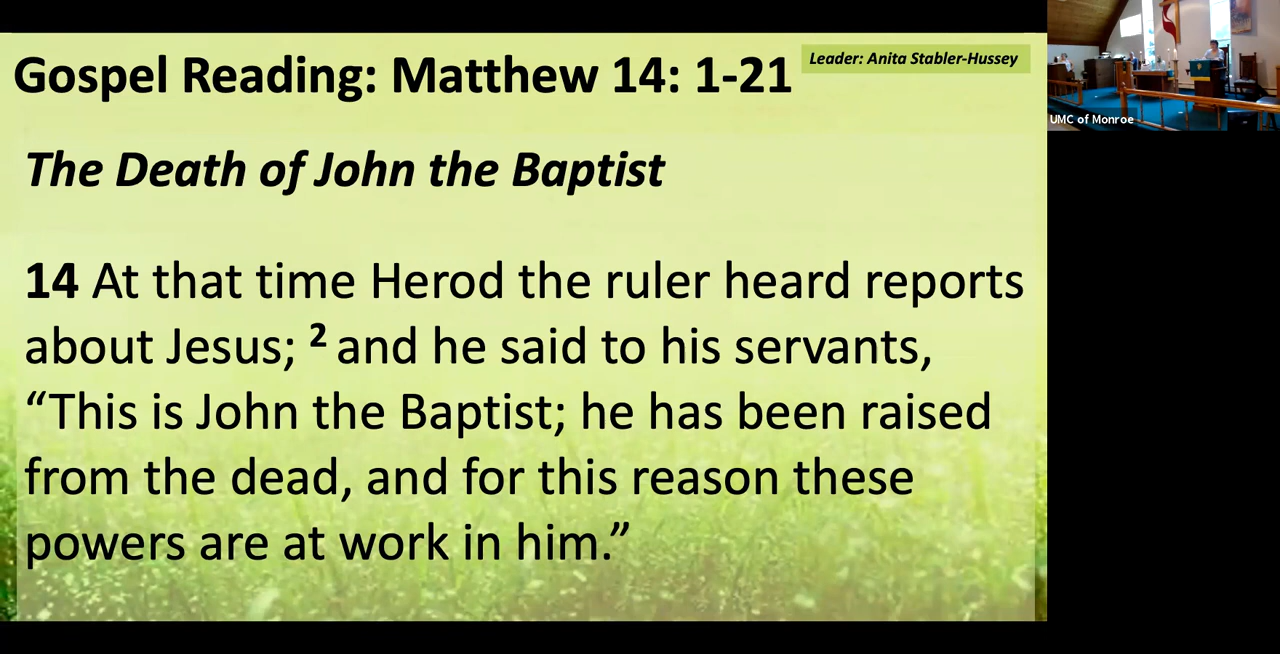 Gospel Reading: Matthew 14: 1-21
Leader: Anita Stabler-Hussey
UMC of Monroe
The Death of John the Baptist
14 At that time Herod the ruler heard reports
about Jesus; 2 and he said to his servants,
“This is John the Baptist; he has been raised
from the dead, and for this reason these
powers are at work in him.”